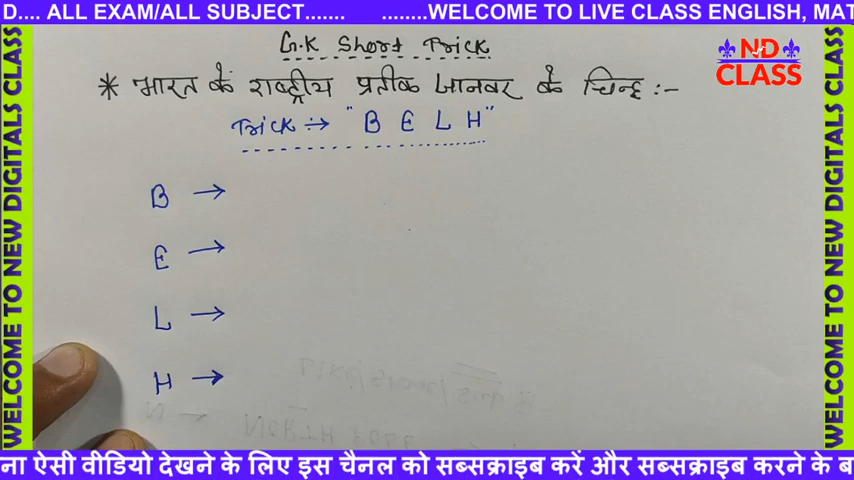 D.... ALL EXAM/ALL SUBJECT....... ........WELCOME TO LIVE CLASS ENGLISH, MAT
G.K Short Trick
ND
CLASS
* भारत के राष्ट्रीय प्रतीक जानवर के चिन्ह :-
Trick :→ "B E L H"
B →
E →
L →
H →
WELCOME TO NEW DIGITALS CLASS
WELCOME TO NEW DIGITALS CLASS
ना ऐसी वीडियो देखने के लिए इस चैनल को सब्सक्राइब करें और सब्सक्राइब करने के ब